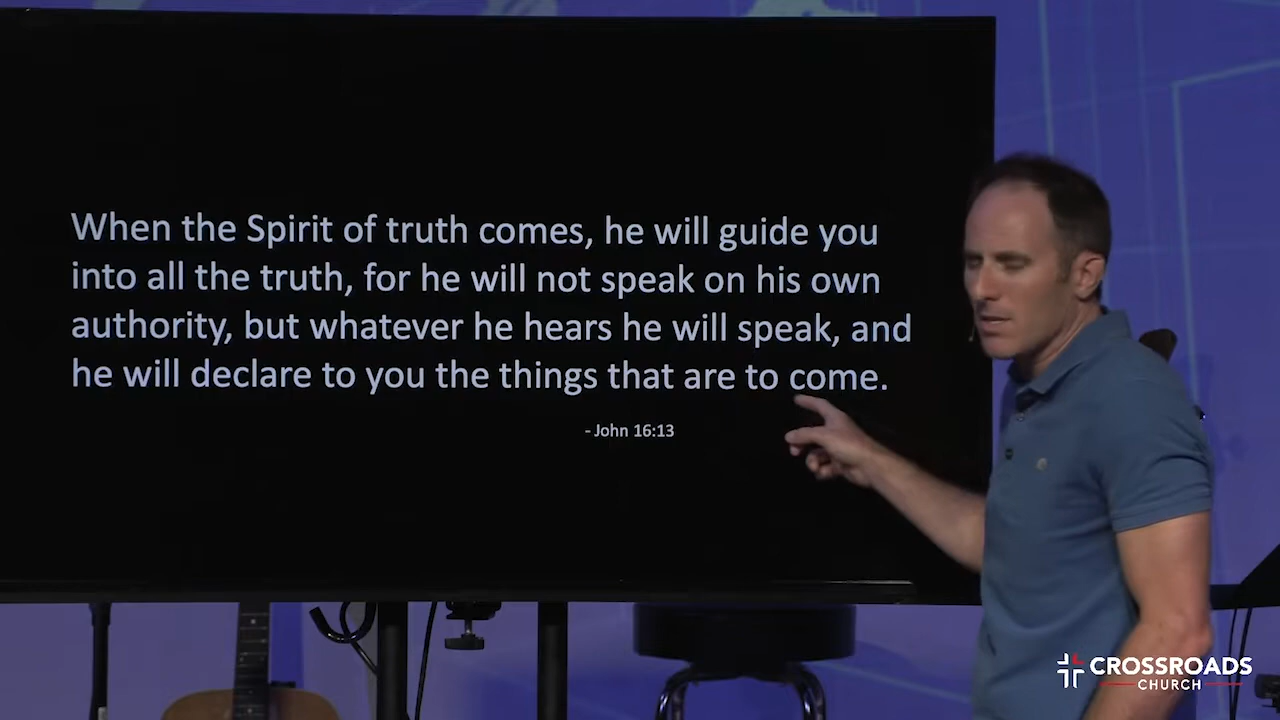 When the Spirit of truth comes, he will guide you
into all the truth, for he will not speak on his own
authority, but whatever he hears he will speak, and
he will declare to you the things that are to come.
- John 16:13
CROSSROADS
CHURCH